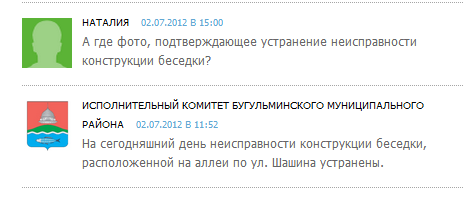 НАТАЛИЯ 02.07.2012 В 15:00
А где фото, подтверждающее устранение неисправности
конструкции беседки?
ИСПОЛНИТЕЛЬНЫЙ КОМИТЕТ БУГУЛЬМИНСКОГО МУНИЦИПАЛЬНОГО
РАЙОНА 02.07.2012 В 11:52
На сегодняшний день неисправности конструкции беседки,
расположенной на аллеи по ул. Шашина устранены.